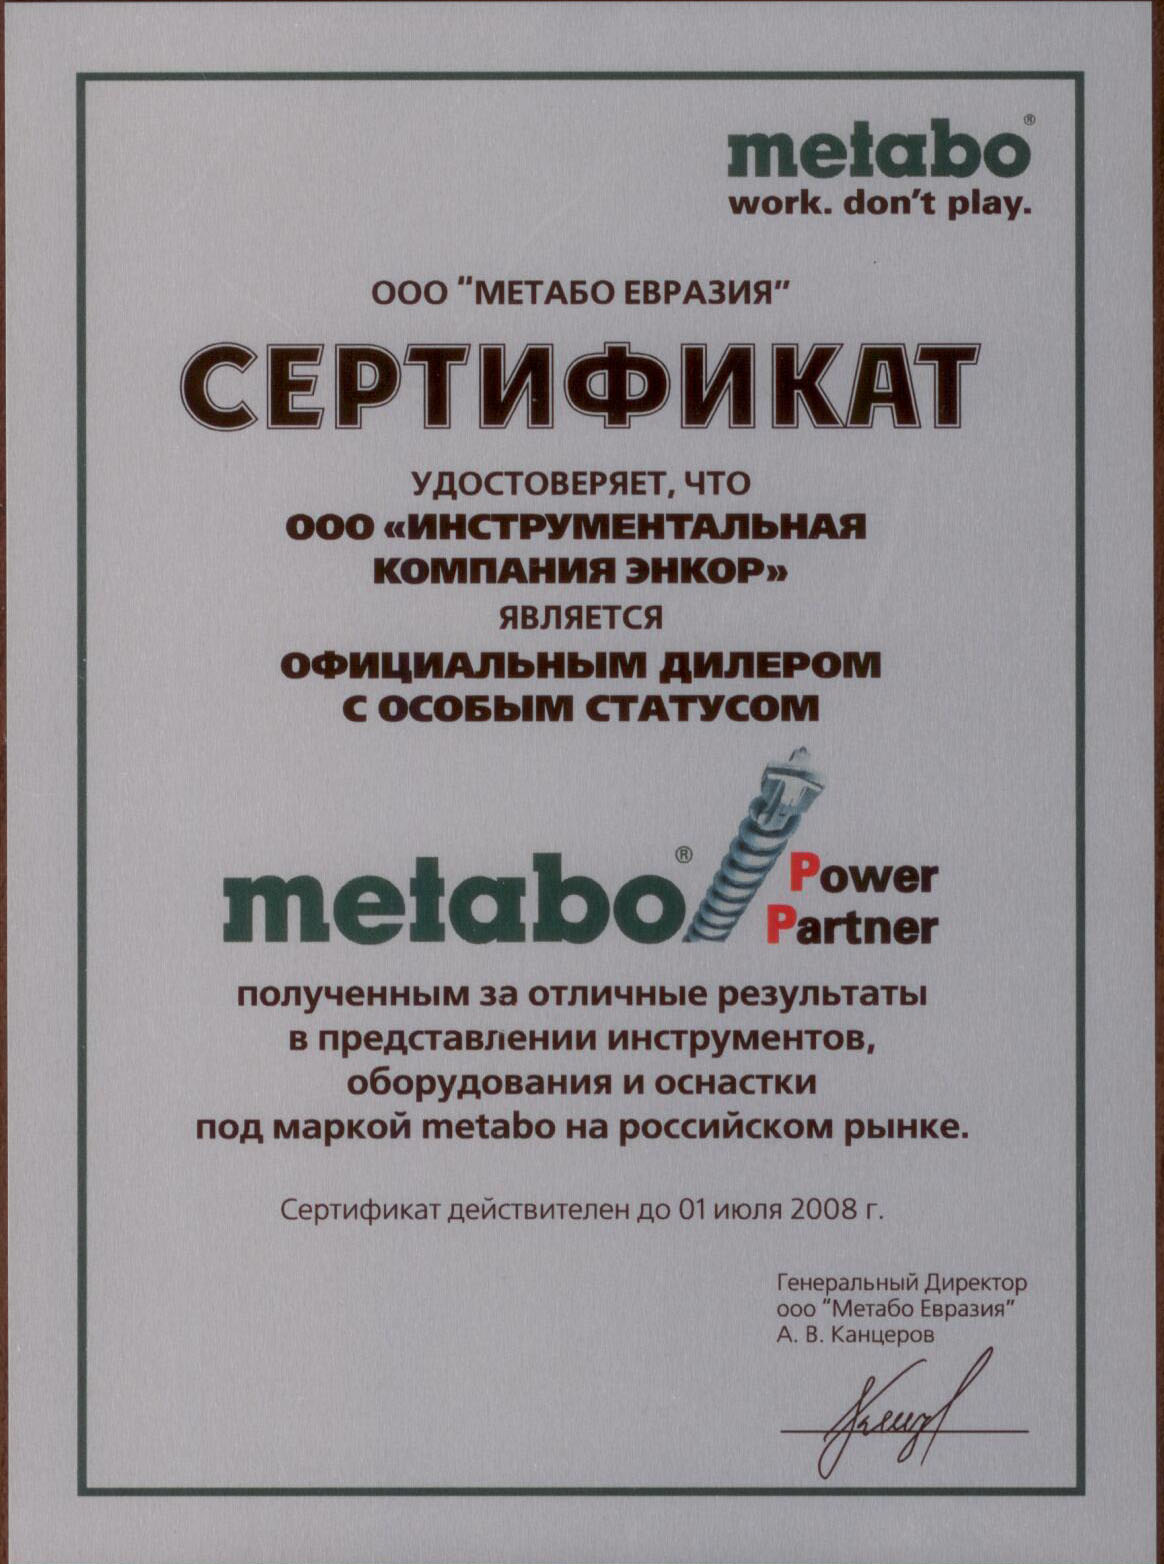 metabo®
work. don't play.
ООО "МЕТАБО ЕВРАЗИЯ"
СЕРТИФИКАТ
УДОСТОВЕРЯЕТ, ЧТО
ООО «ИНСТРУМЕНТАЛЬНАЯ
КОМПАНИЯ ЭНКОР»
ЯВЛЯЕТСЯ
ОФИЦИАЛЬНЫМ ДИЛЕРОМ
С ОСОБЫМ СТАТУСОМ
metabo® Power
Partner
полученным за отличные результаты
в представлении инструментов,
оборудования и оснастки
под маркой metabo на российском рынке.
Сертификат действителен до 01 июля 2008 г.
Генеральный Директор
ооо "Метабо Евразия"
А. В. Канцеров